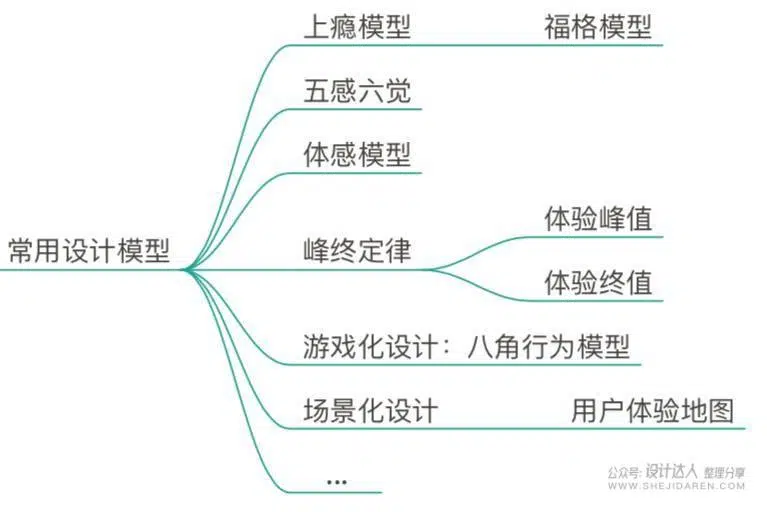 上瘾模型
福格模型
五感六觉
体感模型
常用设计模型
峰终定律
体验峰值
体验终值
游戏化设计：八角行为模型
场景化设计
用户体验地图
...
公众号: 设计达人 整理分享
WWW.SHEJIDAREN.COM